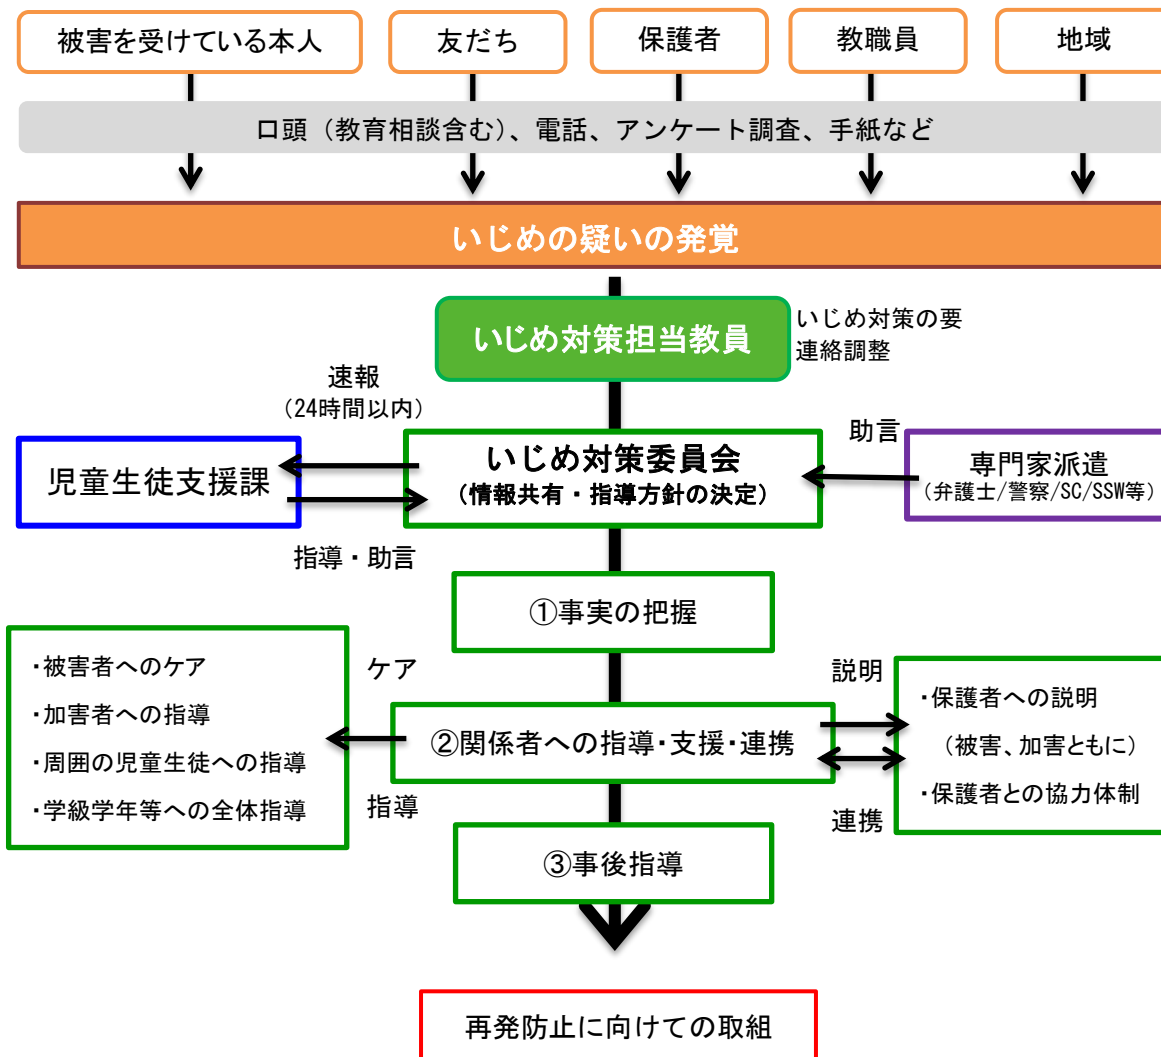 被害を受けている本人
友だち
保護者
教職員
地域
口頭（教育相談含む）、電話、アンケート調査、手紙など
いじめの疑いの発覚
いじめ対策担当教員
いじめ対策の要
連絡調整
速報
（24時間以内）
児童生徒支援課
いじめ対策委員会
（情報共有・指導方針の決定）
助言
専門家派遣
（弁護士/警察/SC/SSW等）
指導・助言
①事実の把握
・被害者へのケア
・加害者への指導
・周囲の児童生徒への指導
・学級学年等への全体指導
ケア
指導
②関係者への指導・支援・連携
説明
連携
・保護者への説明
（被害、加害ともに）
・保護者との協力体制
③事後指導
再発防止に向けての取組